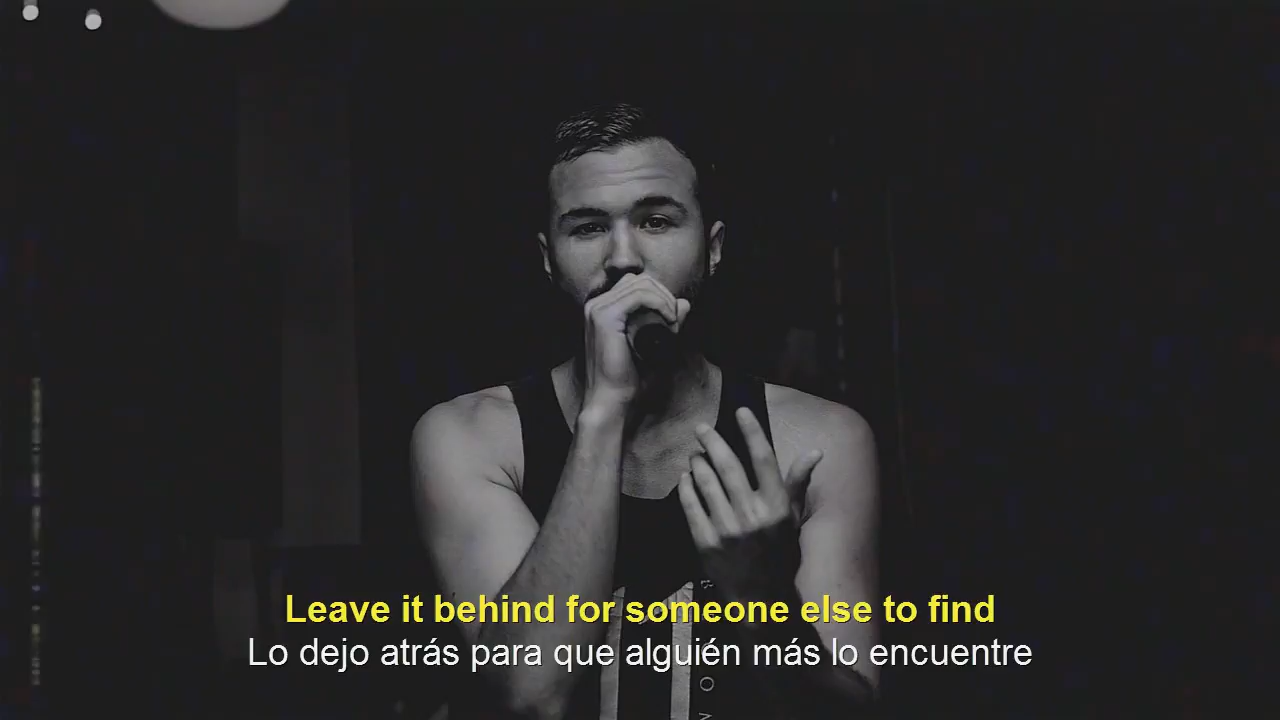 Leave it behind for someone else to find
Lo dejo atrás para que alguién más lo encuentre